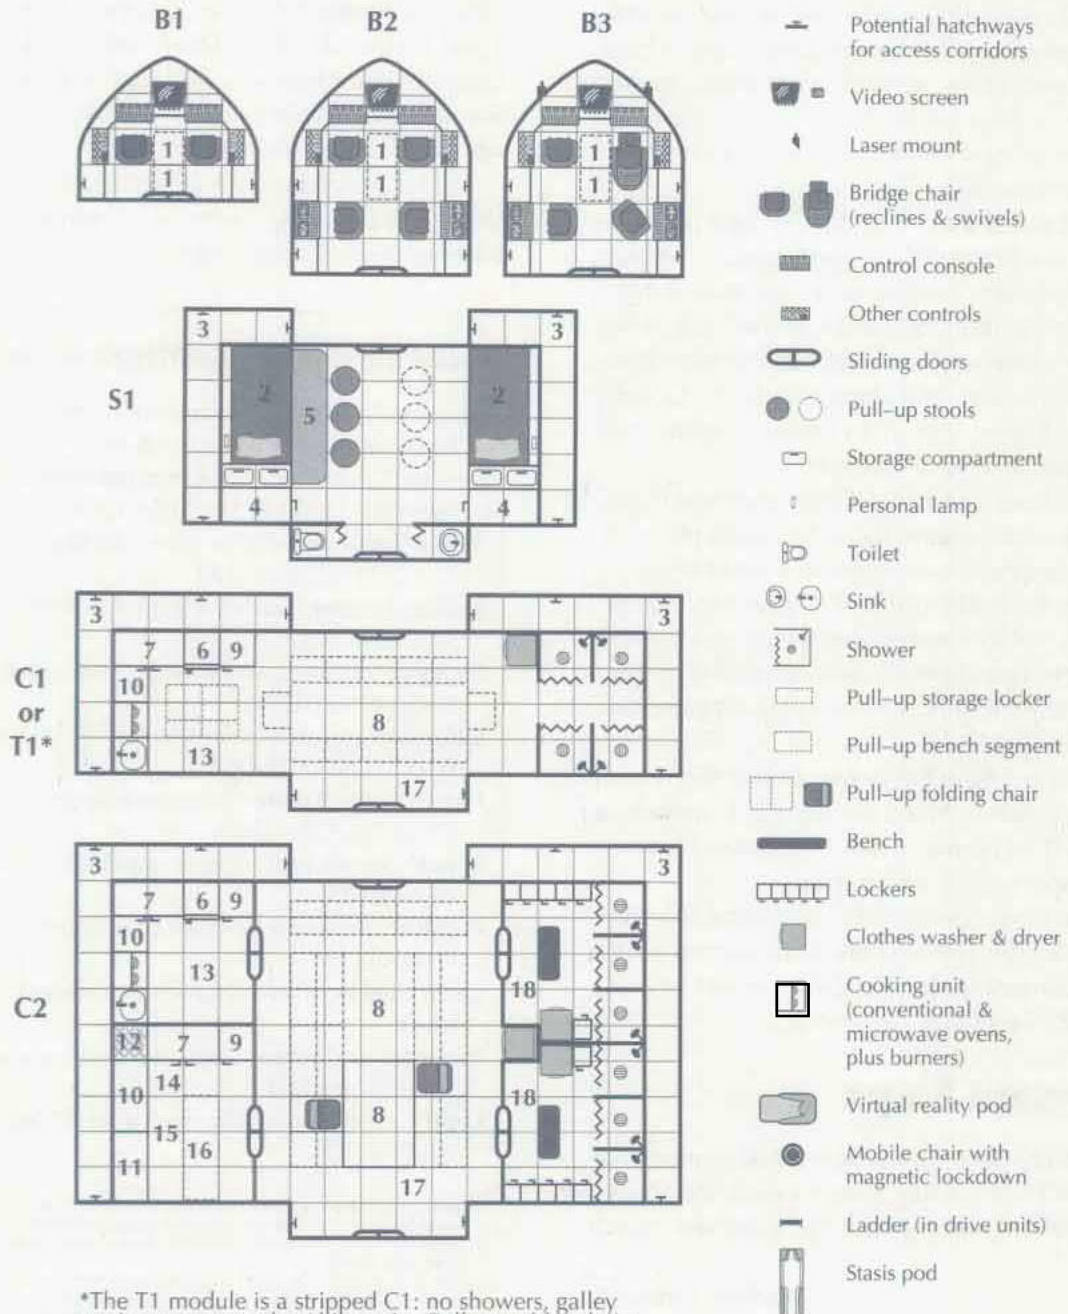 B1
B2
B3
1
1
1
1
1
1
S1
3
3
2
5
2
4
4
C1
or
T1*
3
3
7
6
9
10
8
13
17
C2
3
3
7
6
9
10
13
8
18
12
7
9
14
10
8
18
15
16
11
17
*The T1 module is a stripped C1: no showers, galley
Potential hatchways
for access corridors
Video screen
Laser mount
Bridge chair
(reclines & swivels)
Control console
Other controls
Sliding doors
Pull-up stools
Storage compartment
Personal lamp
Toilet
Sink
Shower
Pull-up storage locker
Pull-up bench segment
Pull-up folding chair
Bench
Lockers
Clothes washer & dryer
Cooking unit
(conventional &
microwave ovens,
plus burners)
Virtual reality pod
Mobile chair with
magnetic lockdown
Ladder (in drive units)
Stasis pod